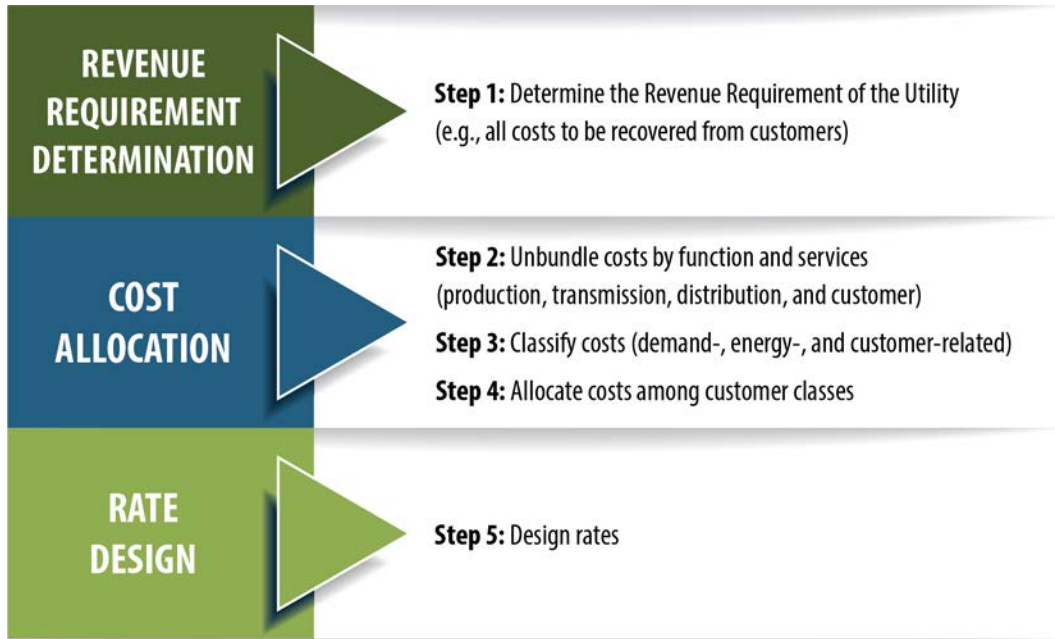 REVENUE
REQUIREMENT
DETERMINATION
Step 1: Determine the Revenue Requirement of the Utility
(e.g., all costs to be recovered from customers)
COST
ALLOCATION
Step 2: Unbundle costs by function and services
(production, transmission, distribution, and customer)
Step 3: Classify costs (demand-, energy-, and customer-related)
Step 4: Allocate costs among customer classes
RATE
DESIGN
Step 5: Design rates